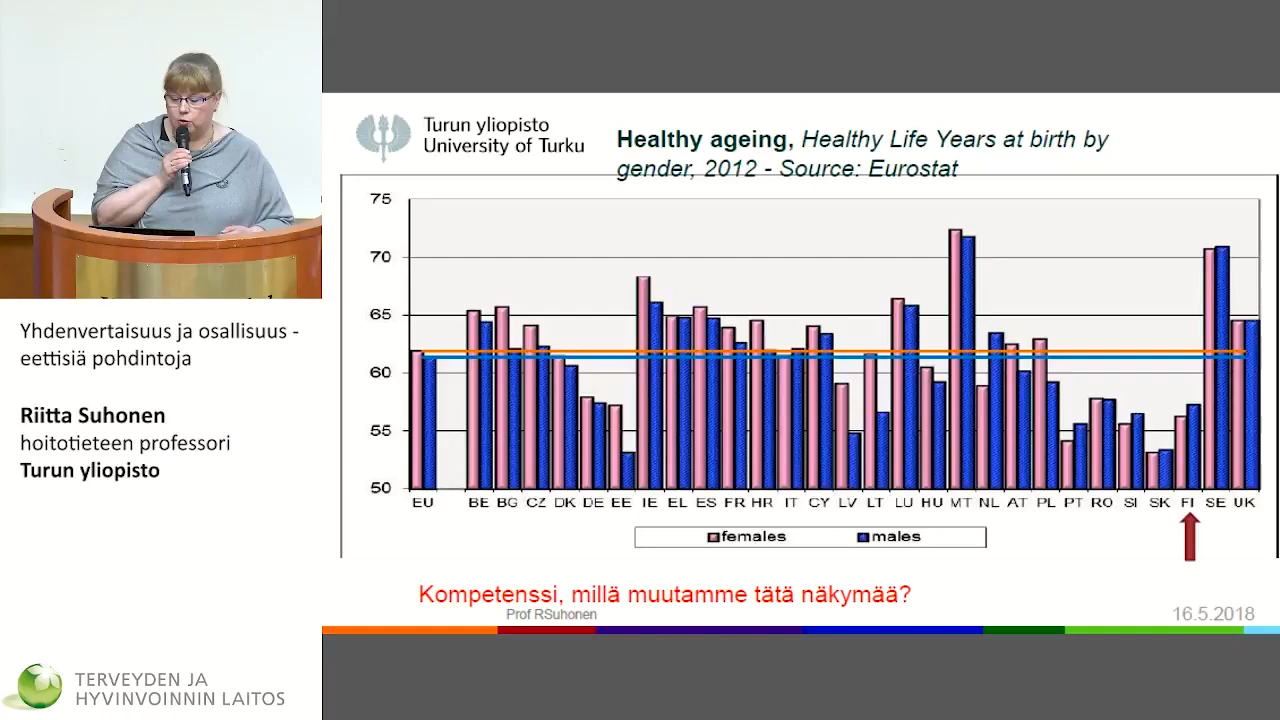 Yhdenvertaisuus ja osallisuus -
eettisiä pohdintoja
Riitta Suhonen
hoitotieteen professori
Turun yliopisto
TERVEYDEN JA
HYVINVOINNIN LAITOS
Turun yliopisto
University of Turku
Healthy ageing, Healthy Life Years at birth by
gender, 2012 - Source: Eurostat
75
70
65
60
55
50
EU BE BG CZ DK DE EE IE EL ES FR HR IT CY LV LT LU HU MT NL AT PL PT RO SI SK FI SE UK
females males
Kompetenssi, millä muutamme tätä näkymää?
Prof RSuhonen
16.5.2018